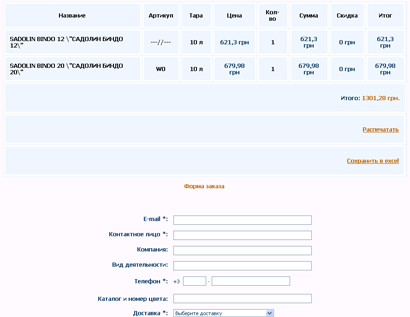 Название Артикул Тара Цена Кол-во Сумма Скидка Итог
SADOLIN BINDO 12 \"САДОЛИН БИНДО 12\" ---//--- 10 л 621,3 грн 1 621,3 грн 0 грн 621,3 грн
SADOLIN BINDO 20 \"САДОЛИН БИНДО 20\" W0 10 л 679,98 грн 1 679,98 грн 0 грн 679,98 грн
Итого: 1301,28 грн.
Распечатать
Сохранить в excel
Форма заказа
E-mail *:
Контактное лицо *:
Компания:
Вид деятельности:
Телефон *: +3 -
Каталог и номер цвета:
Доставка *: Выберите доставку